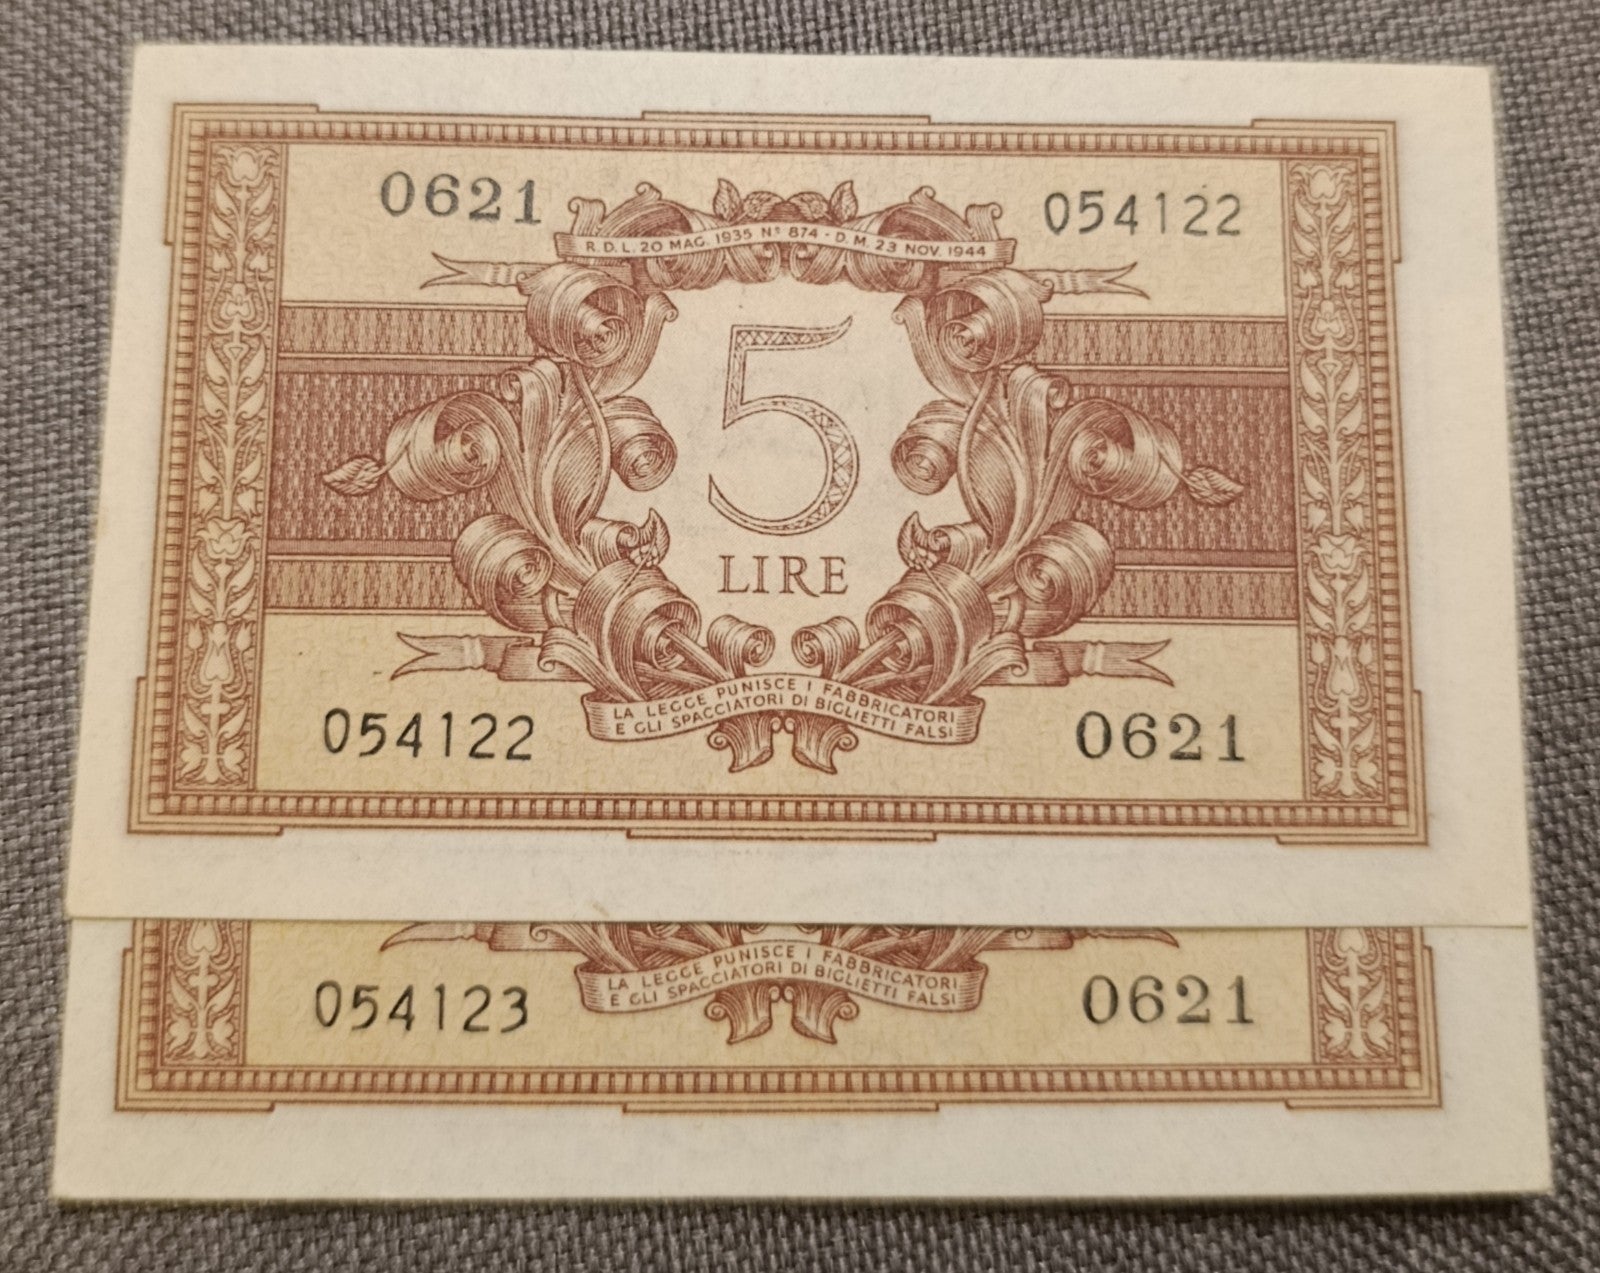 0621
054122
R. D. L. 20 MAG. 1935 Nº 874 - D. M. 23 NOV. 1944
5
LIRE
LA LEGGE PUNISCE I FABBRICATORI
E GLI SPACCIATORI DI BIGLIETTI FALSI
054122
0621
LA LEGGE PUNISCE I FABBRICATORI
E GLI SPACCIATORI DI BIGLIETTI FALSI
054123
0621